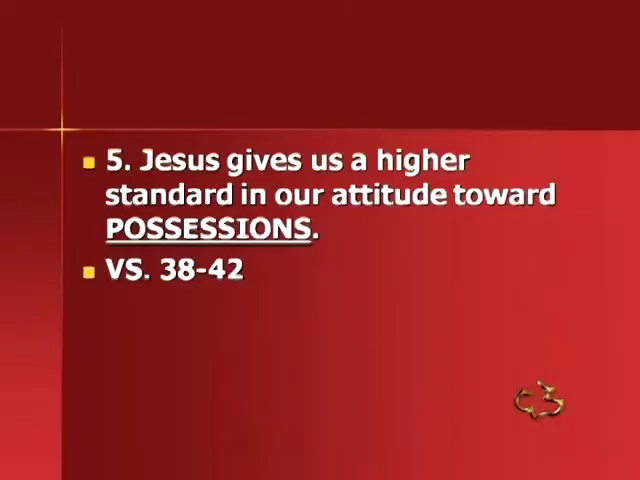 5. Jesus gives us a higher
standard in our attitude toward
POSSESSIONS.
VS. 38-42